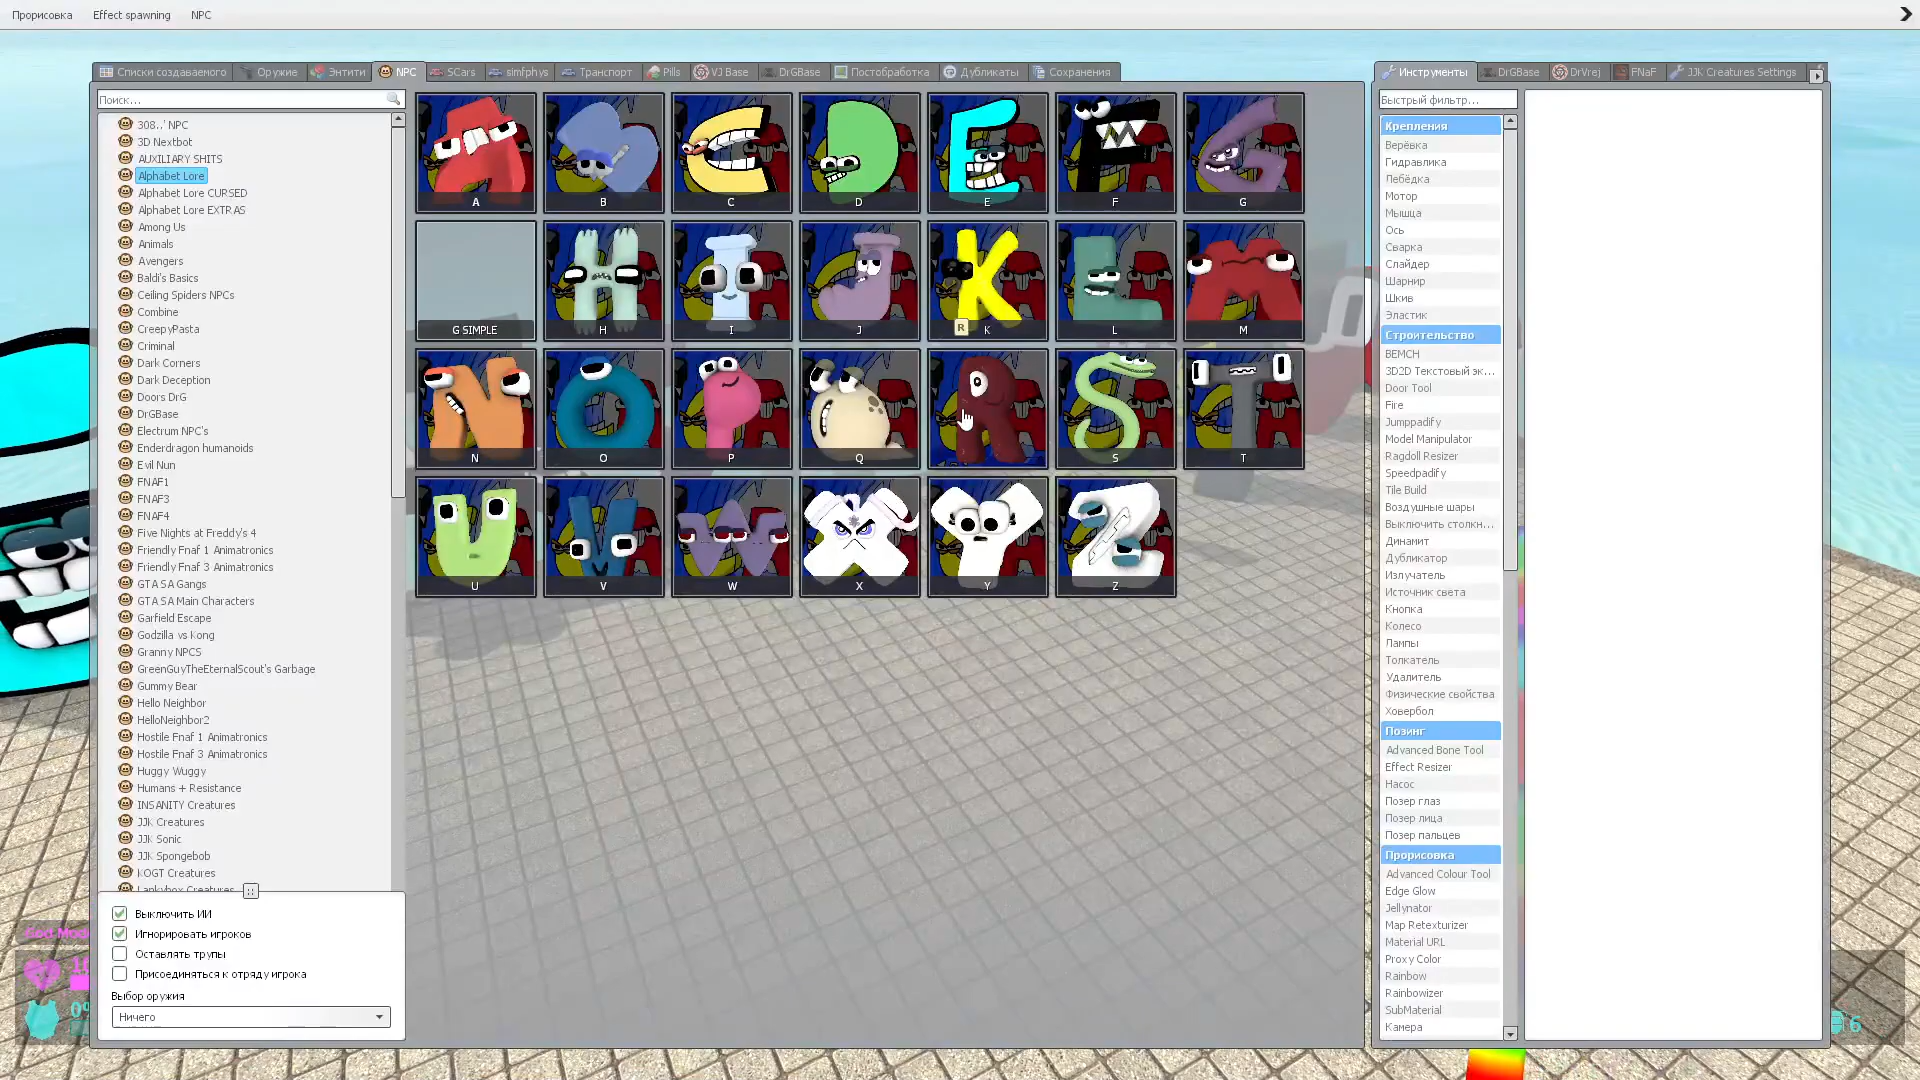 Прорисовка Effect spawning NPC
Списки создаваемого Оружие Энтити NPC SCars simfphys Транспорт Pills VJ Base DrGBase Постобработка Дубликаты Сохранения
Инструменты DrGBase DrVrej FNaF JJK Creatures Settings
Поиск...
308..' NPC
3D Nextbot
AUXILIARY SHITS
Alphabet Lore
Alphabet Lore CURSED
Alphabet Lore EXTRAS
Among Us
Animals
Avengers
Baldi's Basics
Ceiling Spiders NPCs
Combine
CreepyPasta
Criminal
Dark Corners
Dark Deception
Doors DrG
DrGBase
Electrum NPC's
Enderdragon humanoids
Evil Nun
FNAF1
FNAF3
FNAF4
Five Nights at Freddy's 4
Friendly Fnaf 1 Animatronics
Friendly Fnaf 3 Animatronics
GTA SA Gangs
GTA SA Main Characters
Garfield Escape
Godzilla vs Kong
Granny NPCS
GreenGuyTheEternalScout's Garbage
Gummy Bear
Hello Neighbor
HelloNeighbor2
Hostile Fnaf 1 Animatronics
Hostile Fnaf 3 Animatronics
Huggy Wuggy
Humans + Resistance
INSANITY Creatures
JJK Creatures
JJK Sonic
JJK Spongebob
KOGT Creatures
Lankybox Creatures
Выключить ИИ
Игнорировать игроков
Оставлять трупы
Присоединяться к отряду игрока
Выбор оружия
Ничего
A B C D E F G
G SIMPLE H I J K L M
R
N O P Q S T
U V W X Y Z
Быстрый фильтр...
Крепления
Верёвка
Гидравлика
Лебёдка
Мотор
Мышца
Ось
Сварка
Слайдер
Шарнир
Шкив
Эластик
Строительство
BEMCH
3D2D Текстовый эк...
Door Tool
Fire
Jumppadify
Model Manipulator
Ragdoll Resizer
Speedpadify
Tile Build
Воздушные шары
Выключить столкн...
Динамит
Дубликатор
Излучатель
Источник света
Кнопка
Колесо
Лампы
Толкатель
Удалитель
Физические свойства
Ховербол
Позинг
Advanced Bone Tool
Effect Resizer
Насос
Позер глаз
Позер лица
Позер пальцев
Прорисовка
Advanced Colour Tool
Edge Glow
Jellynator
Map Retexturizer
Material URL
Proxy Color
Rainbow
Rainbowizer
SubMaterial
Камера
God Mod
6